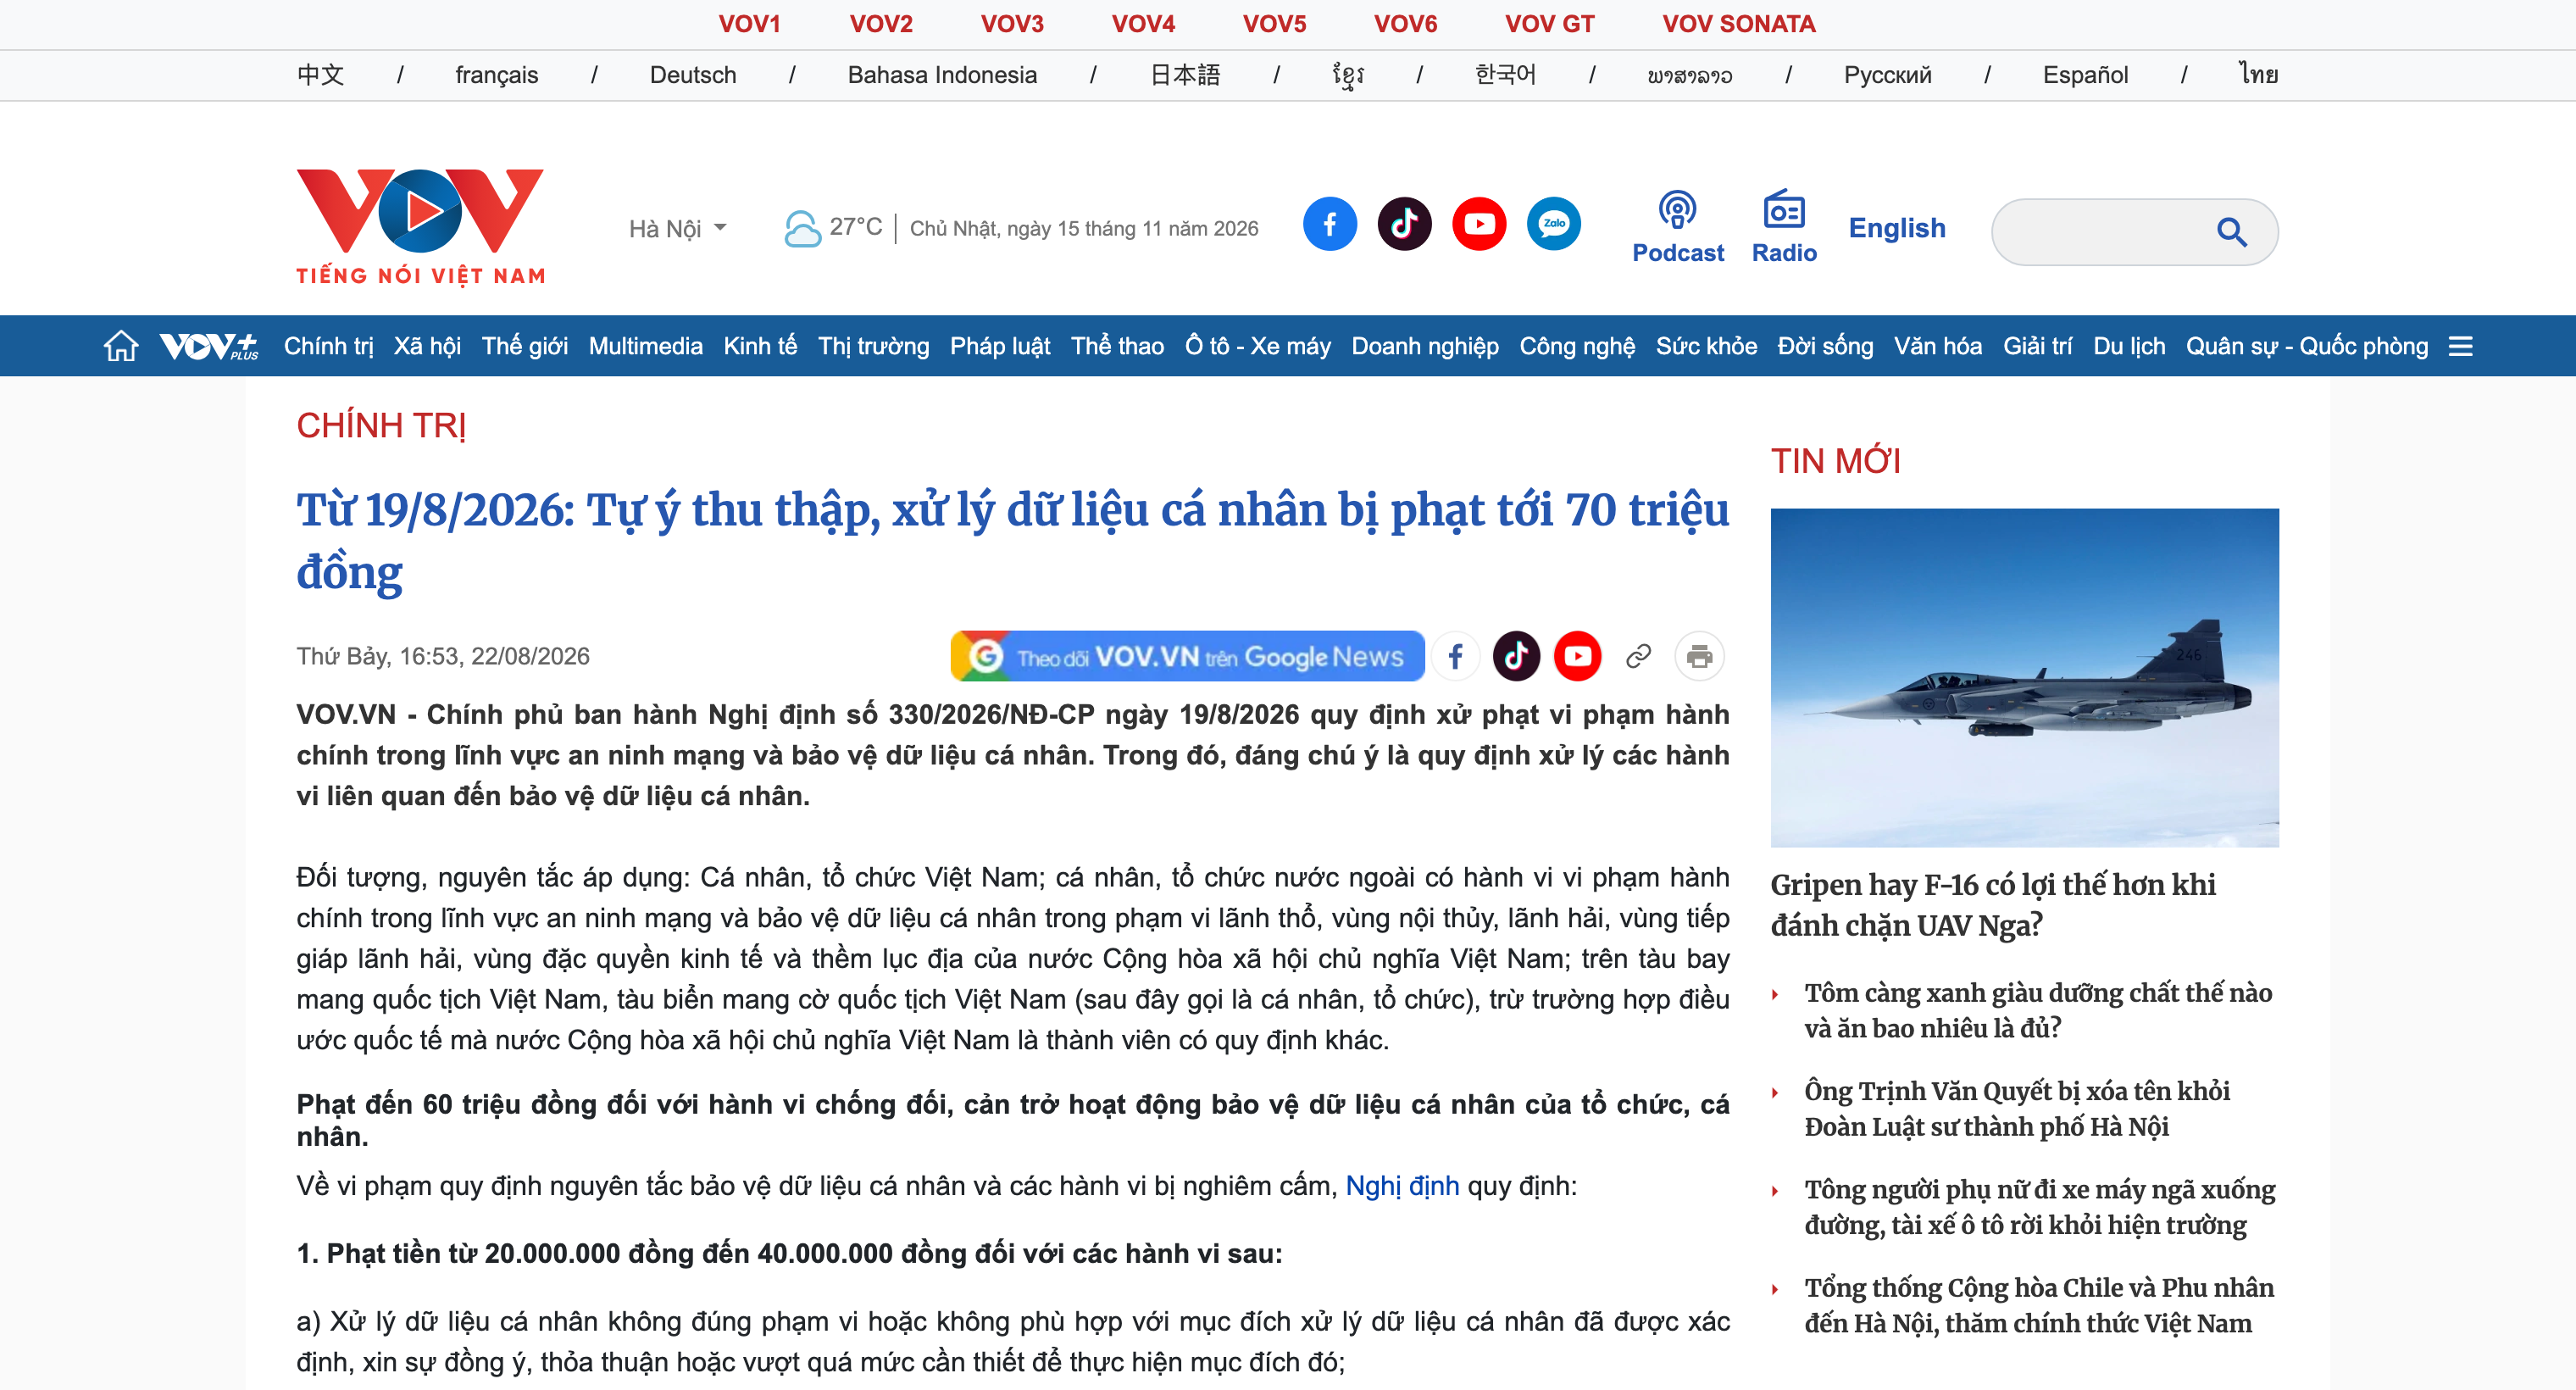 VOV1 VOV2 VOV3 VOV4 VOV5 VOV6 VOV GT VOV SONATA
中文 / français / Deutsch / Bahasa Indonesia / 日本語 / ខ្មែរ / 한국어 / ພາສາລາວ / Русский / Español / ไทย
VOV
TIẾNG NÓI VIỆT NAM
Hà Nội 27°C Chủ Nhật, ngày 15 tháng 11 năm 2026
Zalo
Podcast Radio English
VOV+ PLUS Chính trị Xã hội Thế giới Multimedia Kinh tế Thị trường Pháp luật Thể thao Ô tô - Xe máy Doanh nghiệp Công nghệ Sức khỏe Đời sống Văn hóa Giải trí Du lịch Quân sự - Quốc phòng
CHÍNH TRỊ
Từ 19/8/2026: Tự ý thu thập, xử lý dữ liệu cá nhân bị phạt tới 70 triệu
đồng
Thứ Bảy, 16:53, 22/08/2026
G Theo dõi VOV.VN trên Google News
VOV.VN - Chính phủ ban hành Nghị định số 330/2026/NĐ-CP ngày 19/8/2026 quy định xử phạt vi phạm hành
chính trong lĩnh vực an ninh mạng và bảo vệ dữ liệu cá nhân. Trong đó, đáng chú ý là quy định xử lý các hành
vi liên quan đến bảo vệ dữ liệu cá nhân.
Đối tượng, nguyên tắc áp dụng: Cá nhân, tổ chức Việt Nam; cá nhân, tổ chức nước ngoài có hành vi vi phạm hành
chính trong lĩnh vực an ninh mạng và bảo vệ dữ liệu cá nhân trong phạm vi lãnh thổ, vùng nội thủy, lãnh hải, vùng tiếp
giáp lãnh hải, vùng đặc quyền kinh tế và thềm lục địa của nước Cộng hòa xã hội chủ nghĩa Việt Nam; trên tàu bay
mang quốc tịch Việt Nam, tàu biển mang cờ quốc tịch Việt Nam (sau đây gọi là cá nhân, tổ chức), trừ trường hợp điều
ước quốc tế mà nước Cộng hòa xã hội chủ nghĩa Việt Nam là thành viên có quy định khác.
Phạt đến 60 triệu đồng đối với hành vi chống đối, cản trở hoạt động bảo vệ dữ liệu cá nhân của tổ chức, cá
nhân.
Về vi phạm quy định nguyên tắc bảo vệ dữ liệu cá nhân và các hành vi bị nghiêm cấm, Nghị định quy định:
1. Phạt tiền từ 20.000.000 đồng đến 40.000.000 đồng đối với các hành vi sau:
a) Xử lý dữ liệu cá nhân không đúng phạm vi hoặc không phù hợp với mục đích xử lý dữ liệu cá nhân đã được xác
định, xin sự đồng ý, thỏa thuận hoặc vượt quá mức cần thiết để thực hiện mục đích đó;
TIN MỚI
246
Gripen hay F-16 có lợi thế hơn khi
đánh chặn UAV Nga?
Tôm càng xanh giàu dưỡng chất thế nào
và ăn bao nhiêu là đủ?
Ông Trịnh Văn Quyết bị xóa tên khỏi
Đoàn Luật sư thành phố Hà Nội
Tông người phụ nữ đi xe máy ngã xuống
đường, tài xế ô tô rời khỏi hiện trường
Tổng thống Cộng hòa Chile và Phu nhân
đến Hà Nội, thăm chính thức Việt Nam